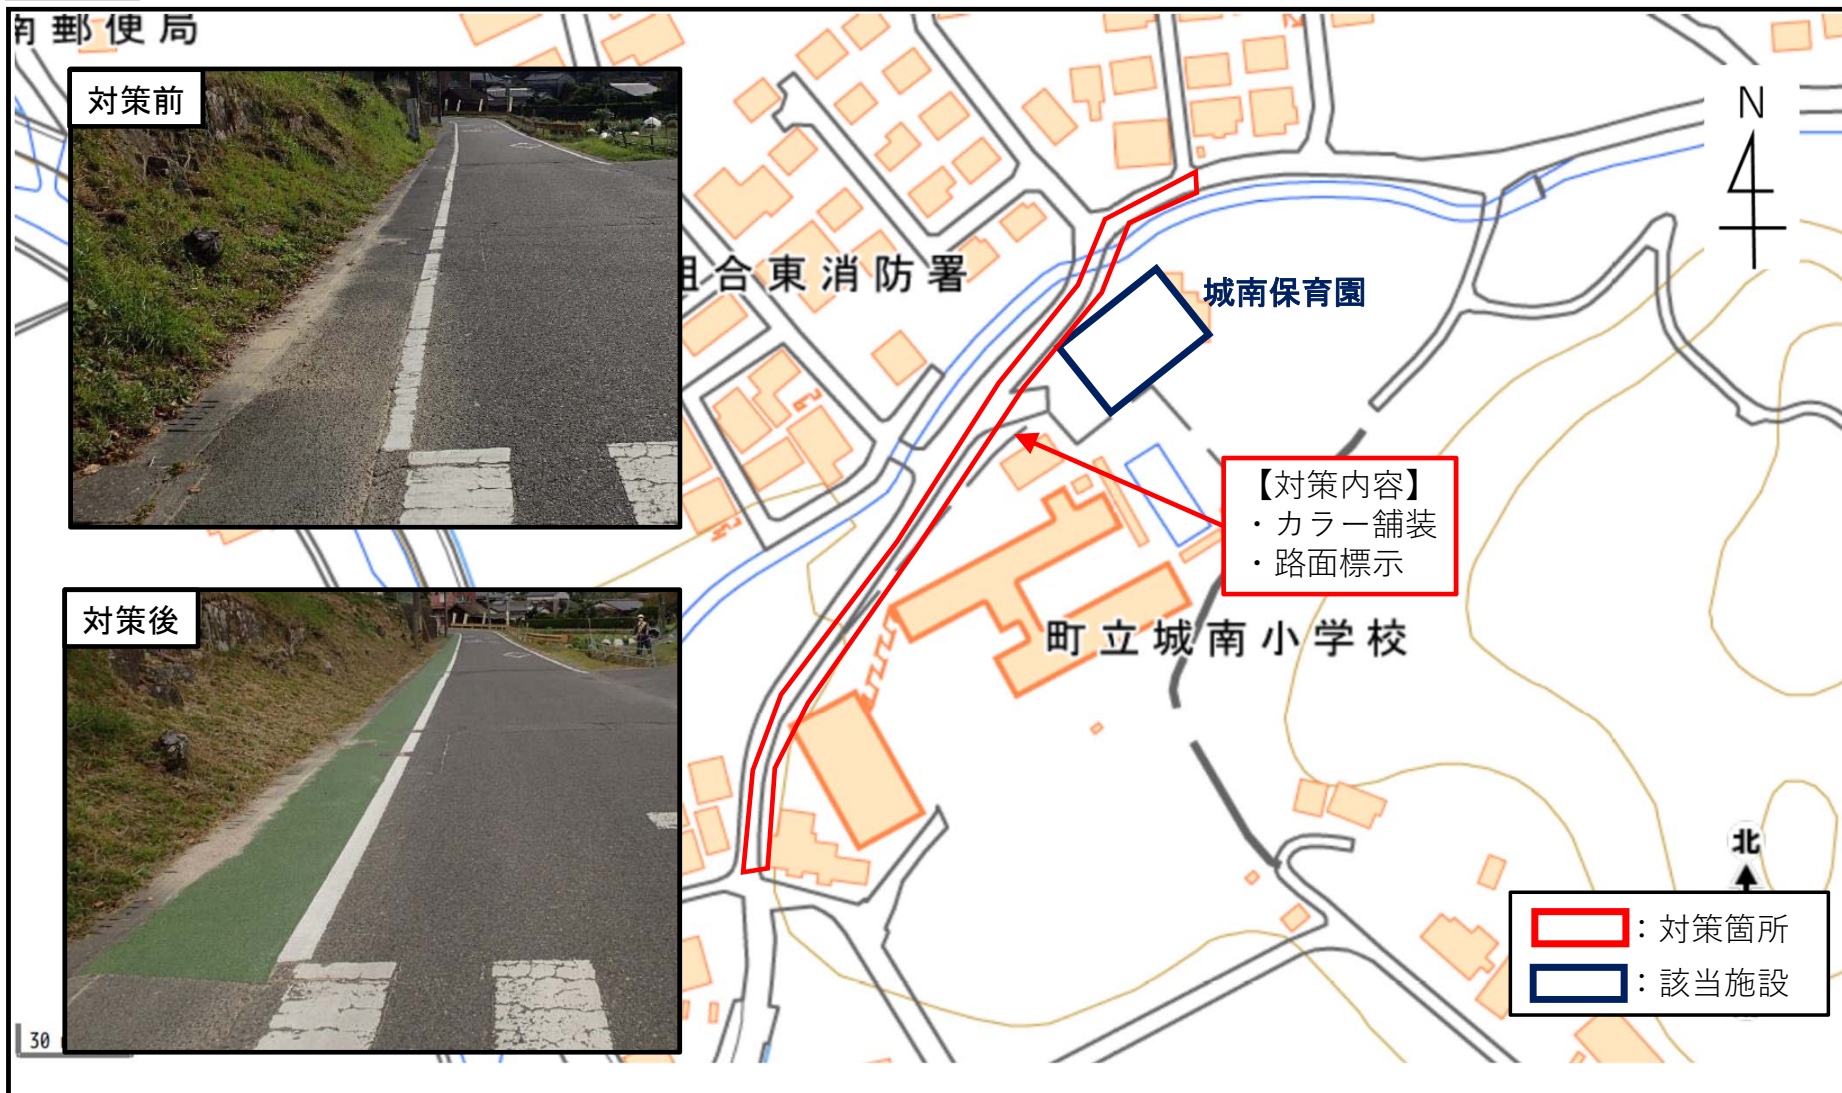 南郵便局
対策前
N
組合東消防署
城南保育園
【対策内容】
・カラー舗装
・路面標示
対策後
町立城南小学校
北
：対策箇所
：該当施設
30